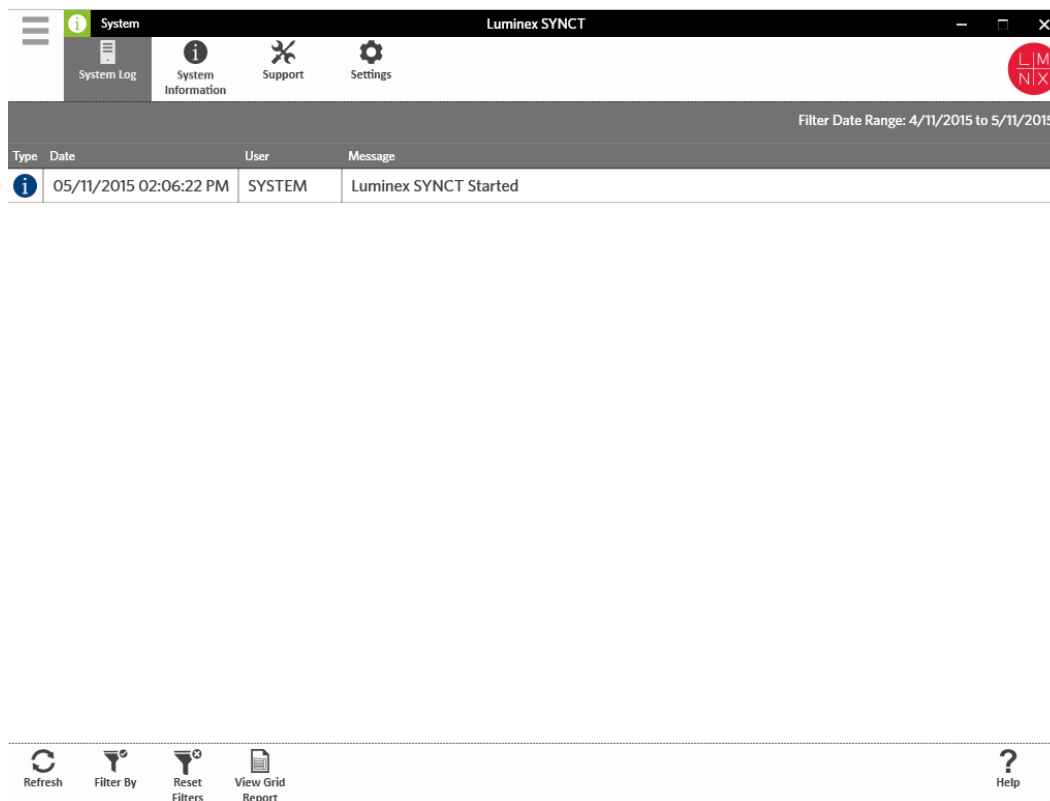 System
Luminex SYNCT
System Log
System
Information
Support
Settings
L M
N X
Filter Date Range: 4/11/2015 to 5/11/2015
Type Date User Message
05/11/2015 02:06:22 PM SYSTEM Luminex SYNCT Started
Refresh
Filter By
Reset
Filters
View Grid
Report
Help